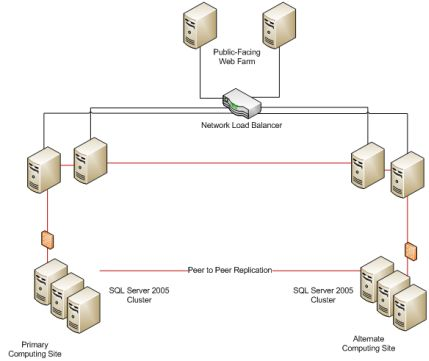 Public-Facing
Web Farm
Network Load Balancer
Peer to Peer Replication
SQL Server 2005
Cluster
SQL Server 2005
Cluster
Primary
Computing Site
Alternate
Computing Site